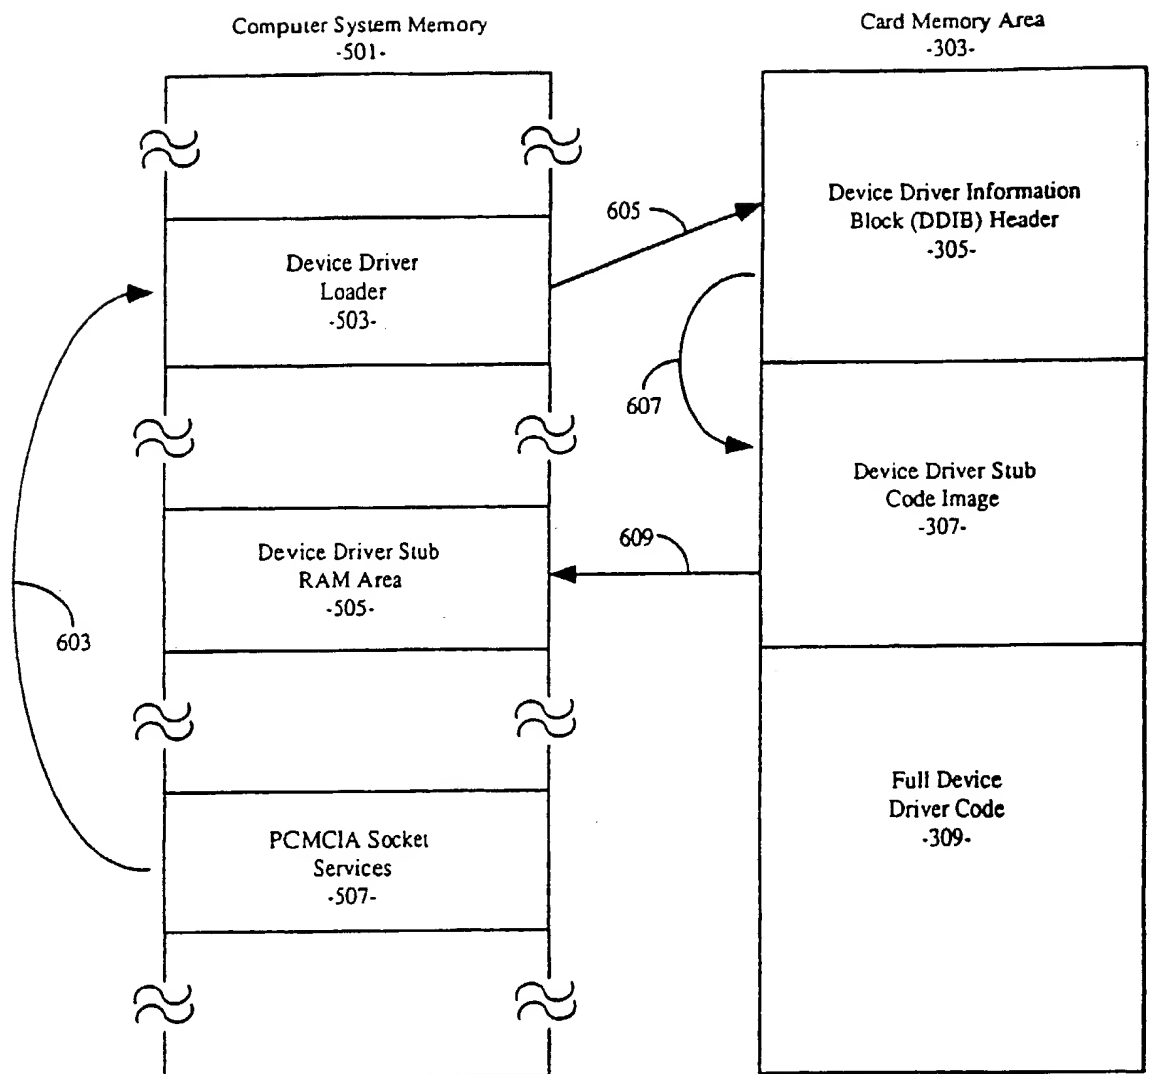 Computer System Memory
-501-
Card Memory Area
-303-
Device Driver Information
Block (DDIB) Header
-305-
605
Device Driver
Loader
-503-
607
Device Driver Stub
Code Image
-307-
609
Device Driver Stub
RAM Area
-505-
603
Full Device
Driver Code
-309-
PCMCIA Socket
Services
-507-